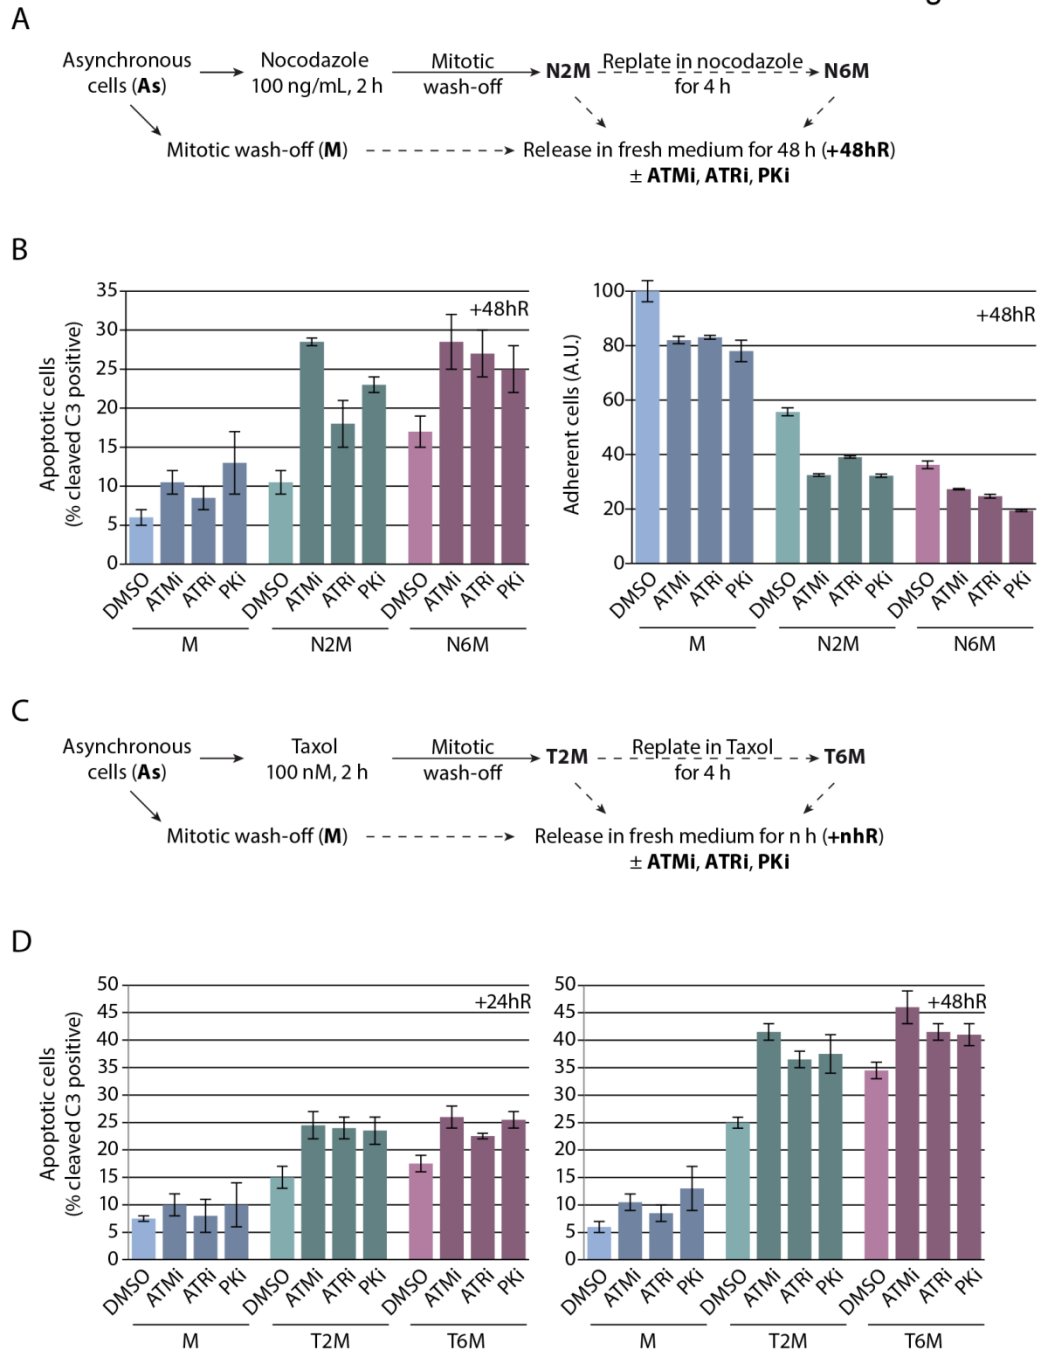 g
A
Asynchronous
cells (As)
Nocodazole
100 ng/mL, 2 h
Mitotic
wash-off
N2M
Replate in nocodazole
for 4 h
N6M
Mitotic wash-off (M)
Release in fresh medium for 48 h (+48hR)
± ATMi, ATRi, PKi
B
Apoptotic cells
(% cleaved C3 positive)
35
30
25
20
15
10
5
0
+48hR
DMSO ATMi ATRi PKi DMSO ATMi ATRi PKi DMSO ATMi ATRi PKi
M N2M N6M
Adherent cells (A.U.)
100
80
60
40
20
0
+48hR
DMSO ATMi ATRi PKi DMSO ATMi ATRi PKi DMSO ATMi ATRi PKi
M N2M N6M
C
Asynchronous
cells (As)
Taxol
100 nM, 2 h
Mitotic
wash-off
T2M
Replate in Taxol
for 4 h
T6M
Mitotic wash-off (M)
Release in fresh medium for n h (+nhR)
± ATMi, ATRi, PKi
D
Apoptotic cells
(% cleaved C3 positive)
50
45
40
35
30
25
20
15
10
5
0
+24hR
DMSO ATMi ATRi PKi DMSO ATMi ATRi PKi DMSO ATMi ATRi PKi
M T2M T6M
50
45
40
35
30
25
20
15
10
5
0
+48hR
DMSO ATMi ATRi PKi DMSO ATMi ATRi PKi DMSO ATMi ATRi PKi
M T2M T6M